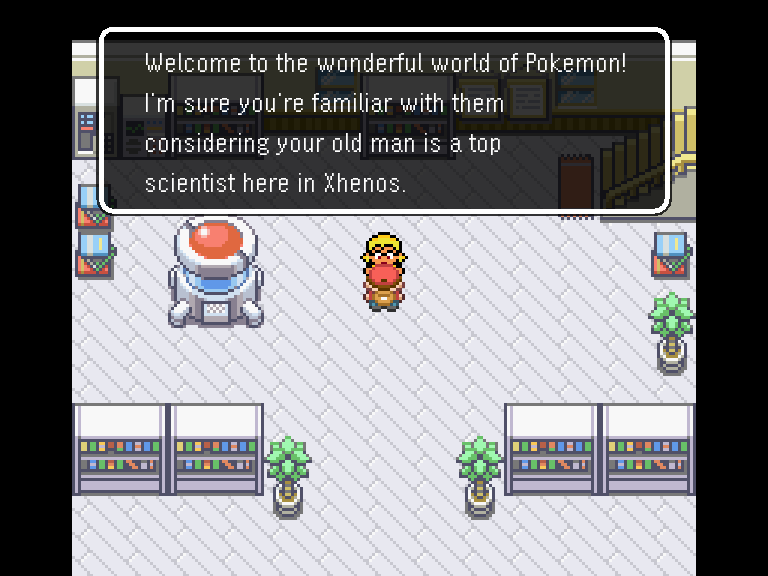 Welcome to the wonderful world of Pokemon!
I'm sure you're familiar with them
considering your old man is a top
scientist here in Xhenos.